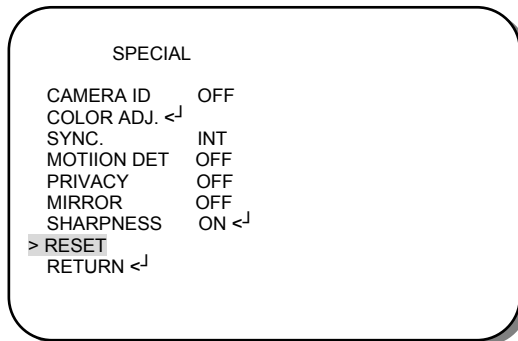 SPECIAL
CAMERA ID OFF
COLOR ADJ. <┘
SYNC. INT
MOTIION DET OFF
PRIVACY OFF
MIRROR OFF
SHARPNESS ON <┘
> RESET
RETURN <┘